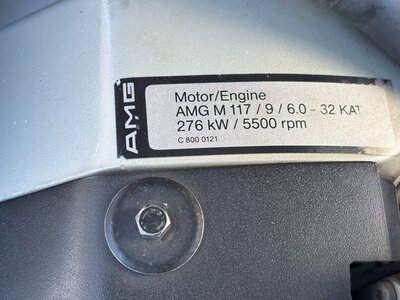 AMG
Motor/Engine
AMG M 117 / 9 / 6.0 - 32 KAT
276 kW / 5500 rpm
C 800 0121